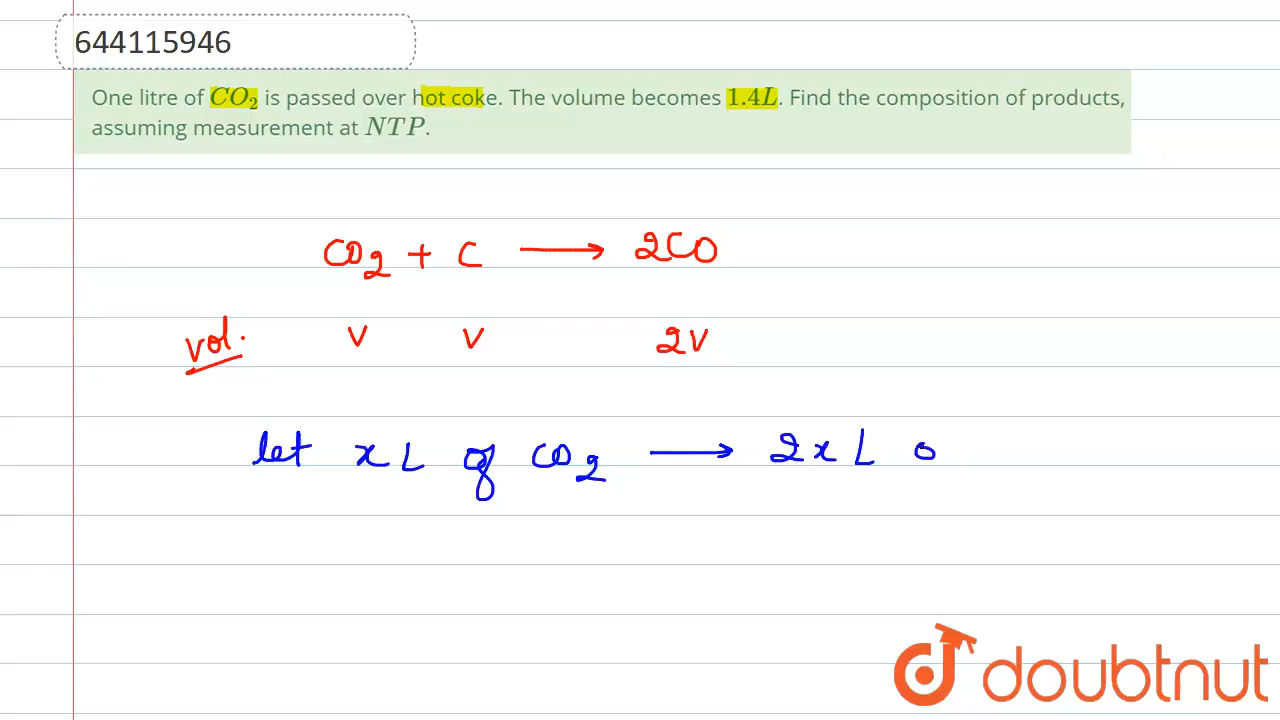 644115946
One litre of CO₂ is passed over hot coke. The volume becomes 1.4L. Find the composition of products,
assuming measurement at NTP.
CO₂ + C ⟶ 2CO
vol. V V 2V
let x L of CO₂ ⟶ 2x L o
doubtnut